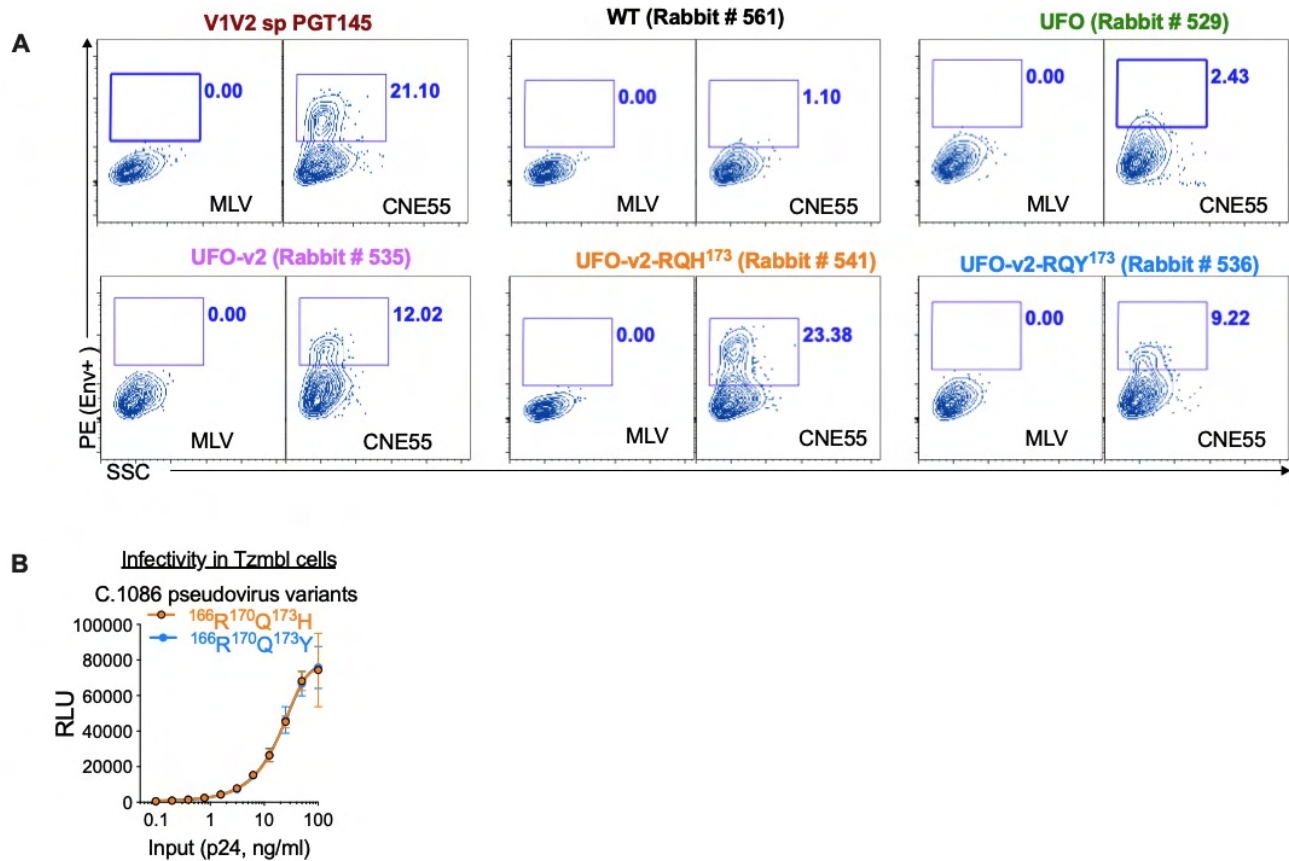 A
V1V2 sp PGT145
WT (Rabbit # 561)
UFO (Rabbit # 529)
0.00
21.10
0.00
1.10
0.00
2.43
MLV
CNE55
MLV
CNE55
MLV
CNE55
UFO-v2 (Rabbit # 535)
UFO-v2-RQH¹⁷³ (Rabbit # 541)
UFO-v2-RQY¹⁷³ (Rabbit # 536)
0.00
12.02
0.00
23.38
0.00
9.22
MLV
CNE55
MLV
CNE55
MLV
CNE55
PE (Env+)
SSC
B
Infectivity in Tzmbl cells
C.1086 pseudovirus variants
¹⁶⁶R¹⁷⁰Q¹⁷³H
¹⁶⁶R¹⁷⁰Q¹⁷³Y
100000
80000
60000
40000
20000
0
RLU
0.1 1 10 100
Input (p24, ng/ml)